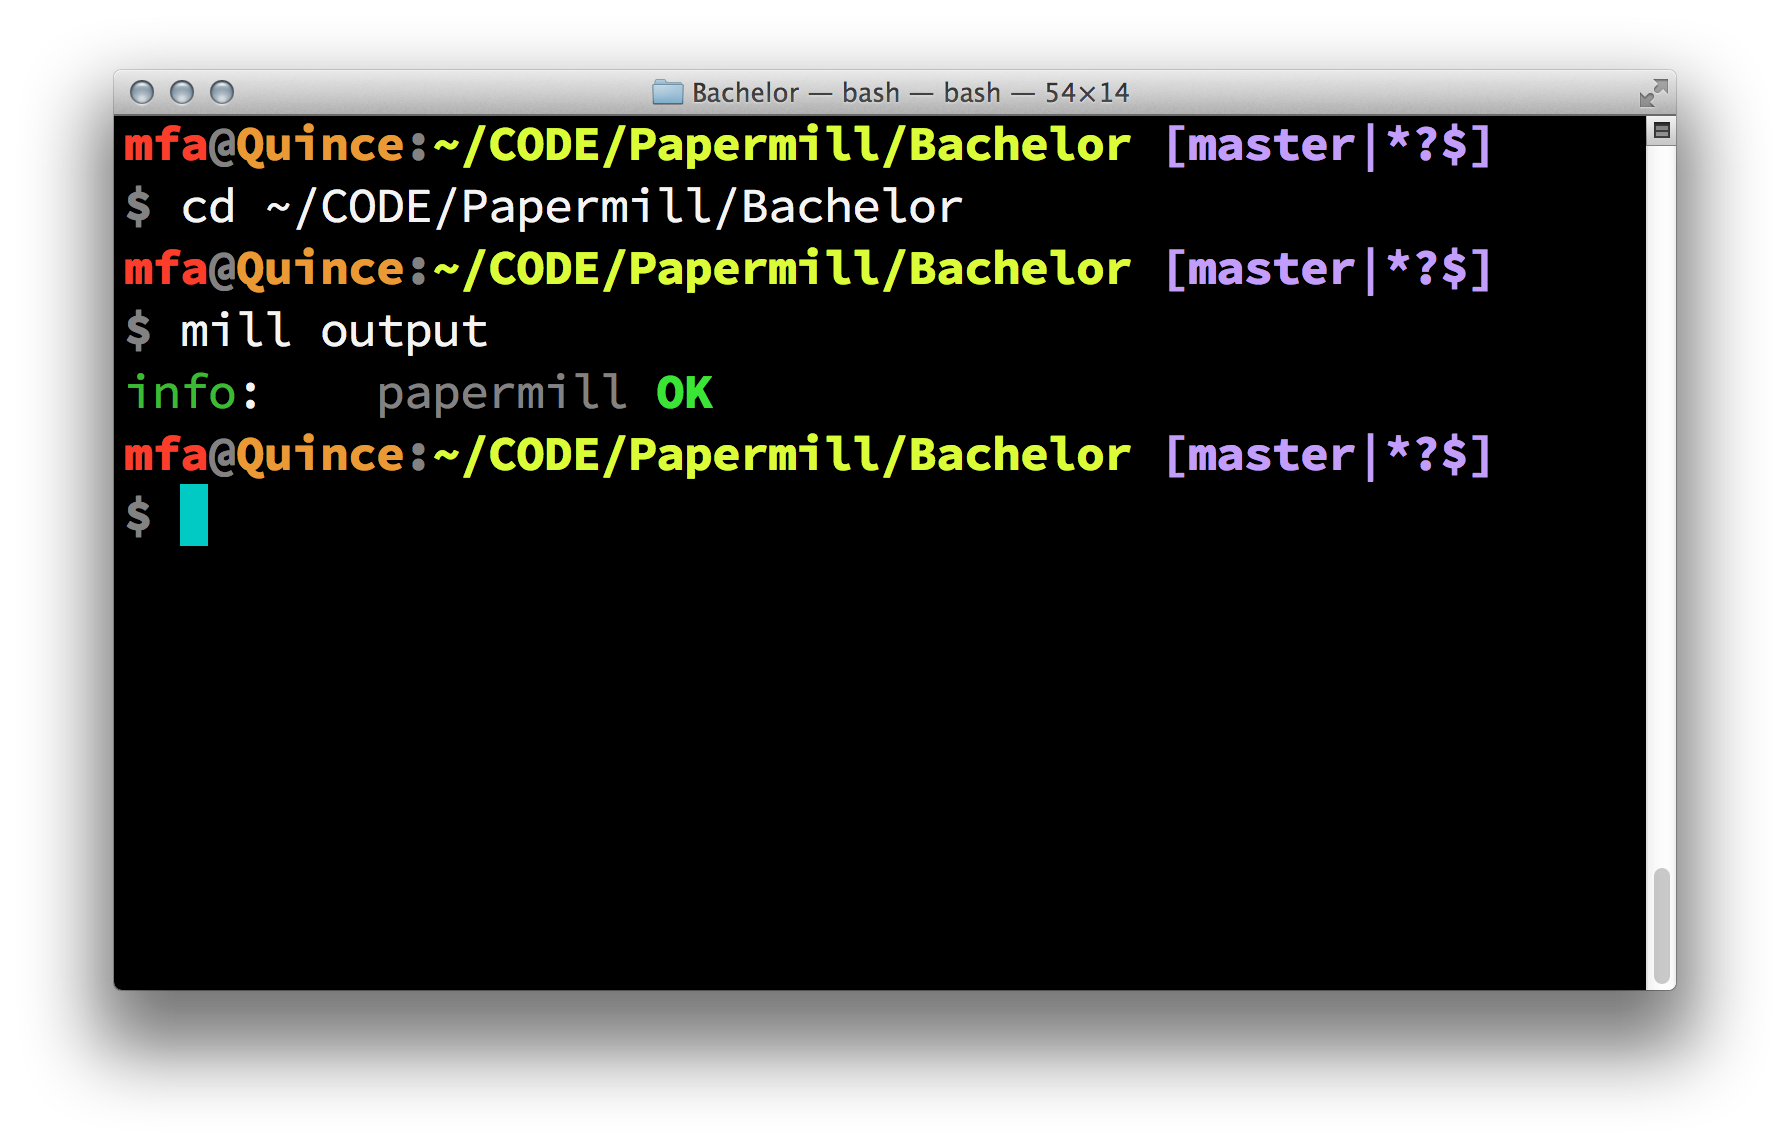 Bachelor — bash — bash — 54×14
mfa@Quince:~/CODE/Papermill/Bachelor [master|*?$]
$ cd ~/CODE/Papermill/Bachelor
mfa@Quince:~/CODE/Papermill/Bachelor [master|*?$]
$ mill output
info:    papermill OK
mfa@Quince:~/CODE/Papermill/Bachelor [master|*?$]
$